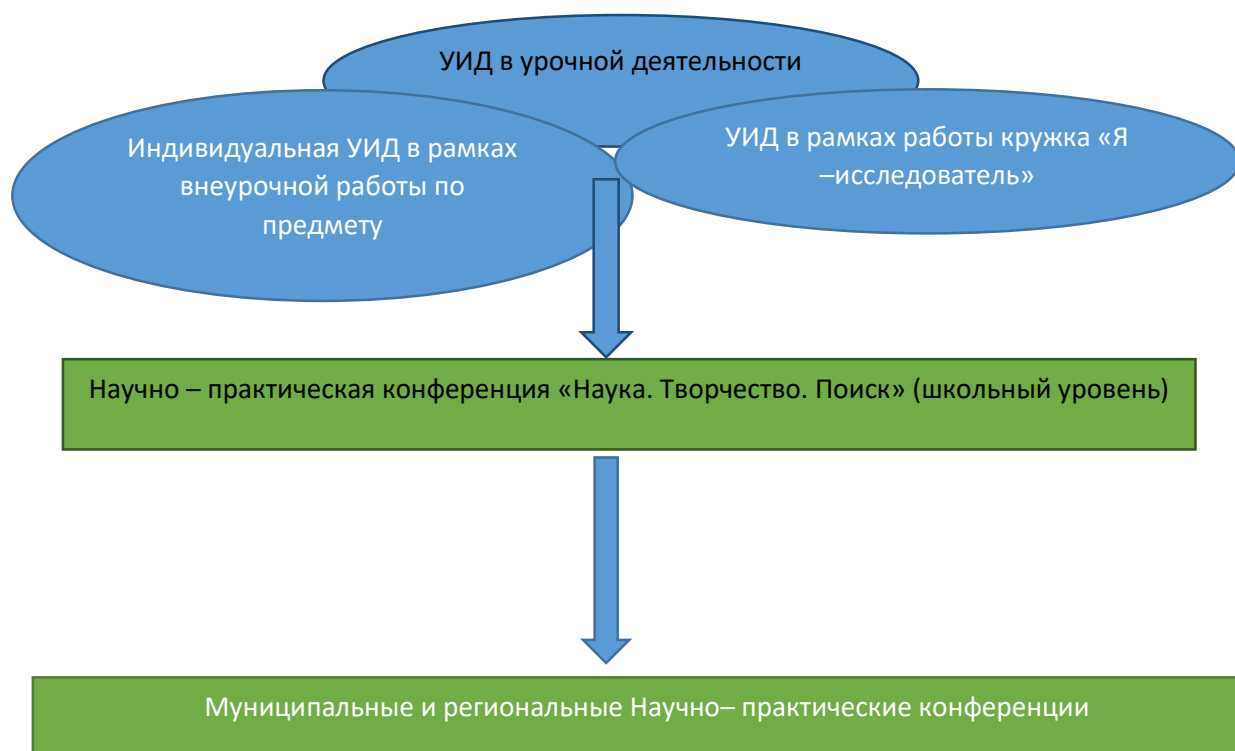 УИД в урочной деятельности
Индивидуальная УИД в рамках
внеурочной работы по
предмету
УИД в рамках работы кружка «Я
–исследователь»
Научно – практическая конференция «Наука. Творчество. Поиск» (школьный уровень)
Муниципальные и региональные Научно– практические конференции